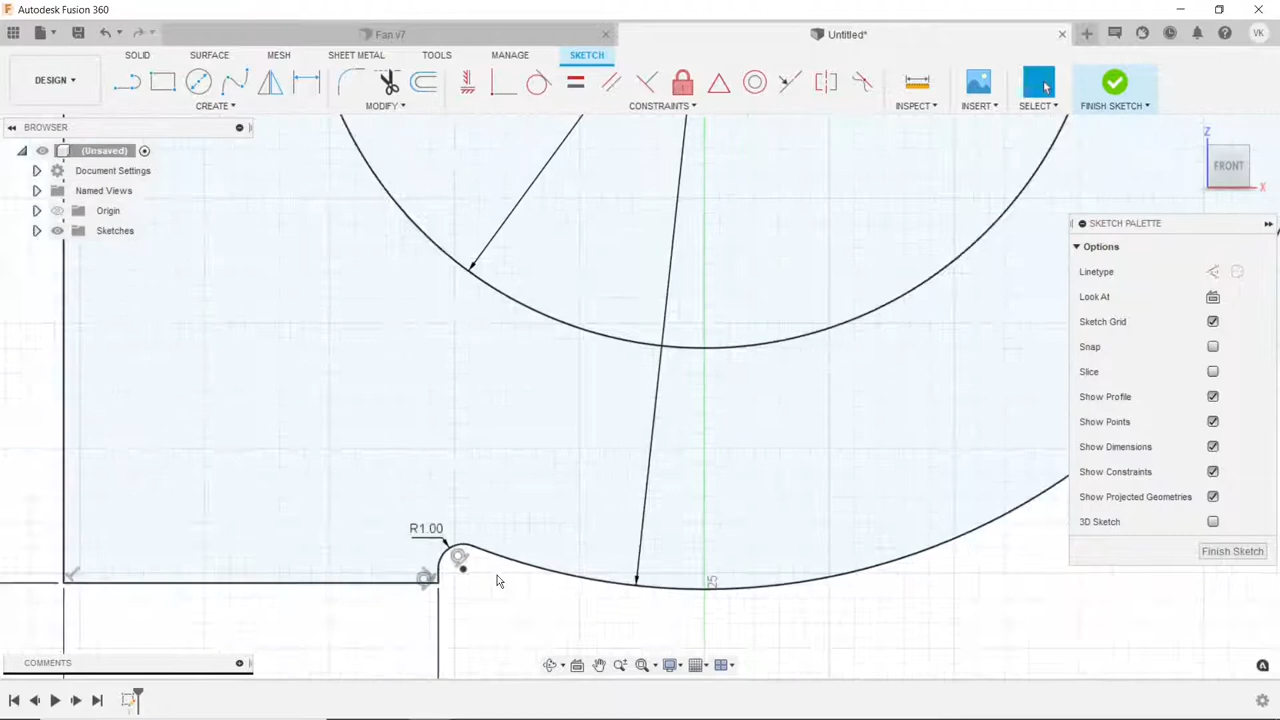 Autodesk Fusion 360
Fan v7
Untitled*
VK
DESIGN
SOLID
SURFACE
MESH
SHEET METAL
TOOLS
MANAGE
SKETCH
CREATE
MODIFY
CONSTRAINTS
INSPECT
INSERT
SELECT
FINISH SKETCH
BROWSER
(Unsaved)
Document Settings
Named Views
Origin
Sketches
Z
FRONT
X
SKETCH PALETTE
Options
Linetype
Look At
Sketch Grid
Snap
Slice
Show Profile
Show Points
Show Dimensions
Show Constraints
Show Projected Geometries
3D Sketch
Finish Sketch
R1.00
25
COMMENTS